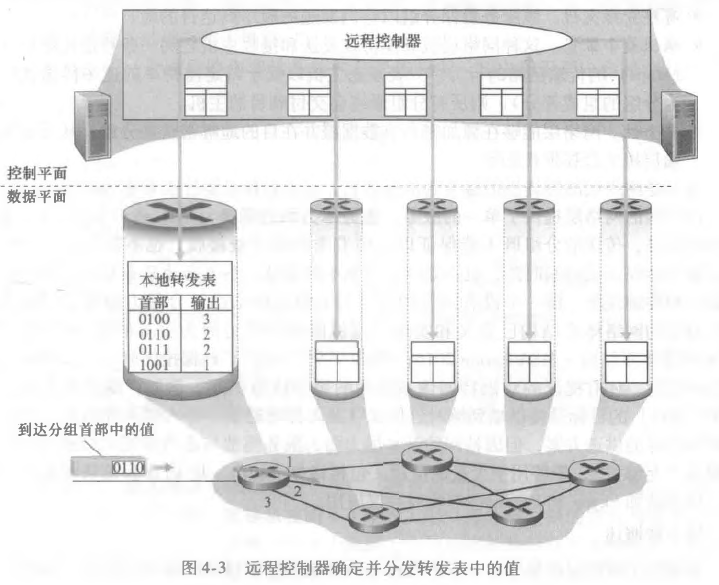 远程控制器
控制平面
数据平面
本地转发表
首部 输出
0100 3
0110 2
0111 2
1001 1
到达分组首部中的值
0110
1
2
3
图 4-3 远程控制器确定并分发转发表中的值